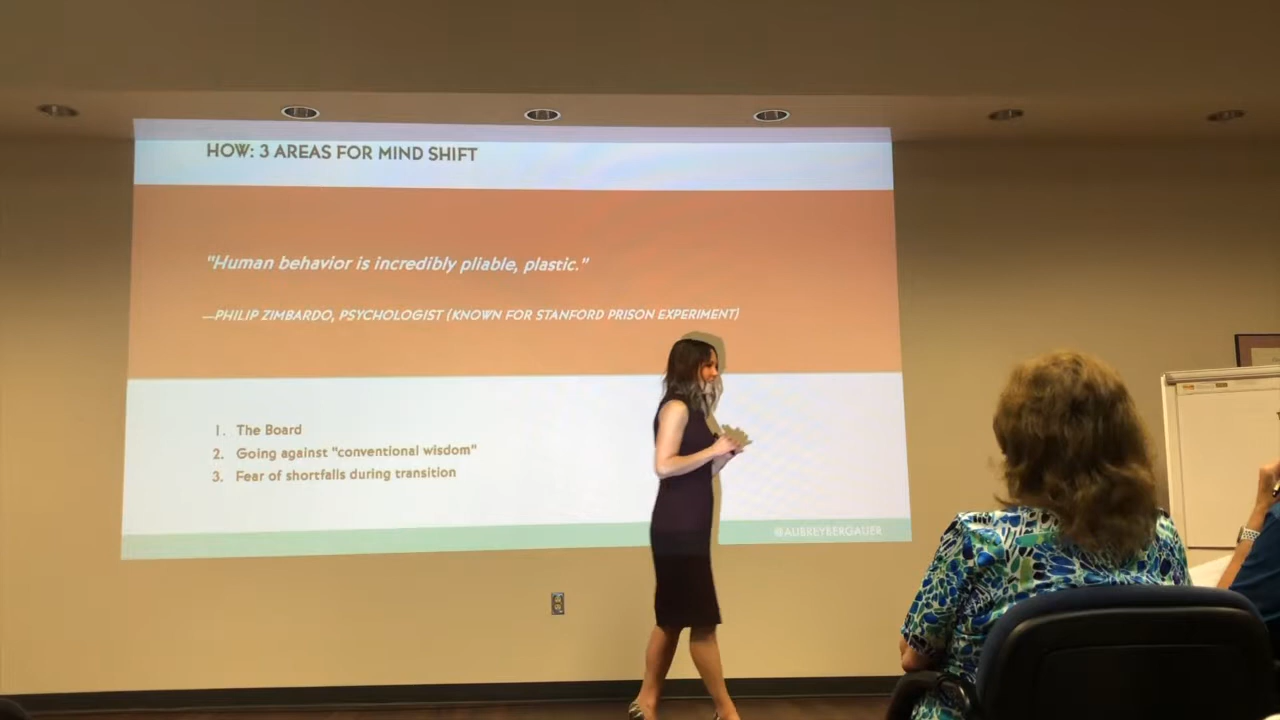 HOW: 3 AREAS FOR MIND SHIFT
"Human behavior is incredibly pliable, plastic."
—PHILIP ZIMBARDO, PSYCHOLOGIST (KNOWN FOR STANFORD PRISON EXPERIMENT)
1. The Board
2. Going against "conventional wisdom"
3. Fear of shortfalls during transition
@AUBREYBERGAUER